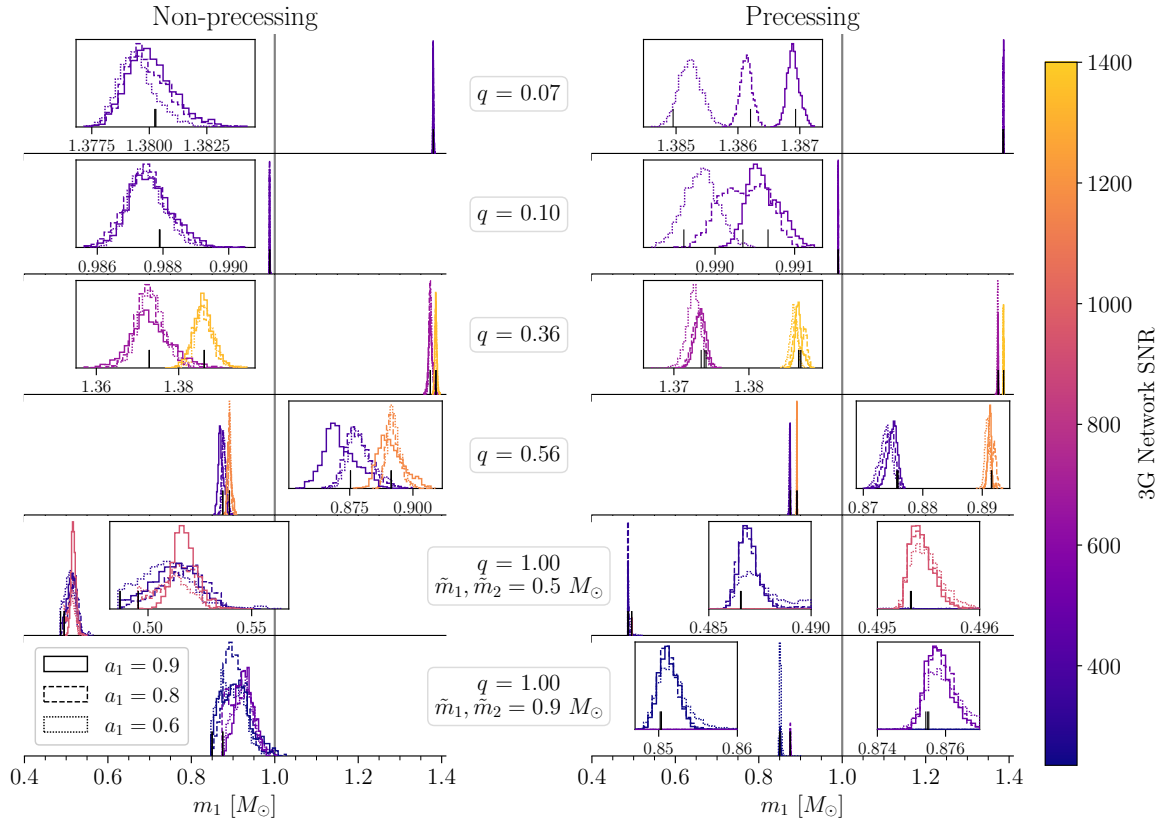 Non-precessing
Precessing
q = 0.07
1.3775 1.3800 1.3825
1.385 1.386 1.387
q = 0.10
0.986 0.988 0.990
0.990 0.991
q = 0.36
1.36 1.38
1.37 1.38
q = 0.56
0.875 0.900
0.87 0.88 0.89
q = 1.00
m̃₁, m̃₂ = 0.5 M⊙
0.50 0.55
0.485 0.490
0.495 0.496
q = 1.00
m̃₁, m̃₂ = 0.9 M⊙
a₁ = 0.9
a₁ = 0.8
a₁ = 0.6
0.85 0.86
0.874 0.876
0.4 0.6 0.8 1.0 1.2 1.4
0.4 0.6 0.8 1.0 1.2 1.4
m₁ [M⊙]
m₁ [M⊙]
1400
1200
1000
800
600
400
3G Network SNR